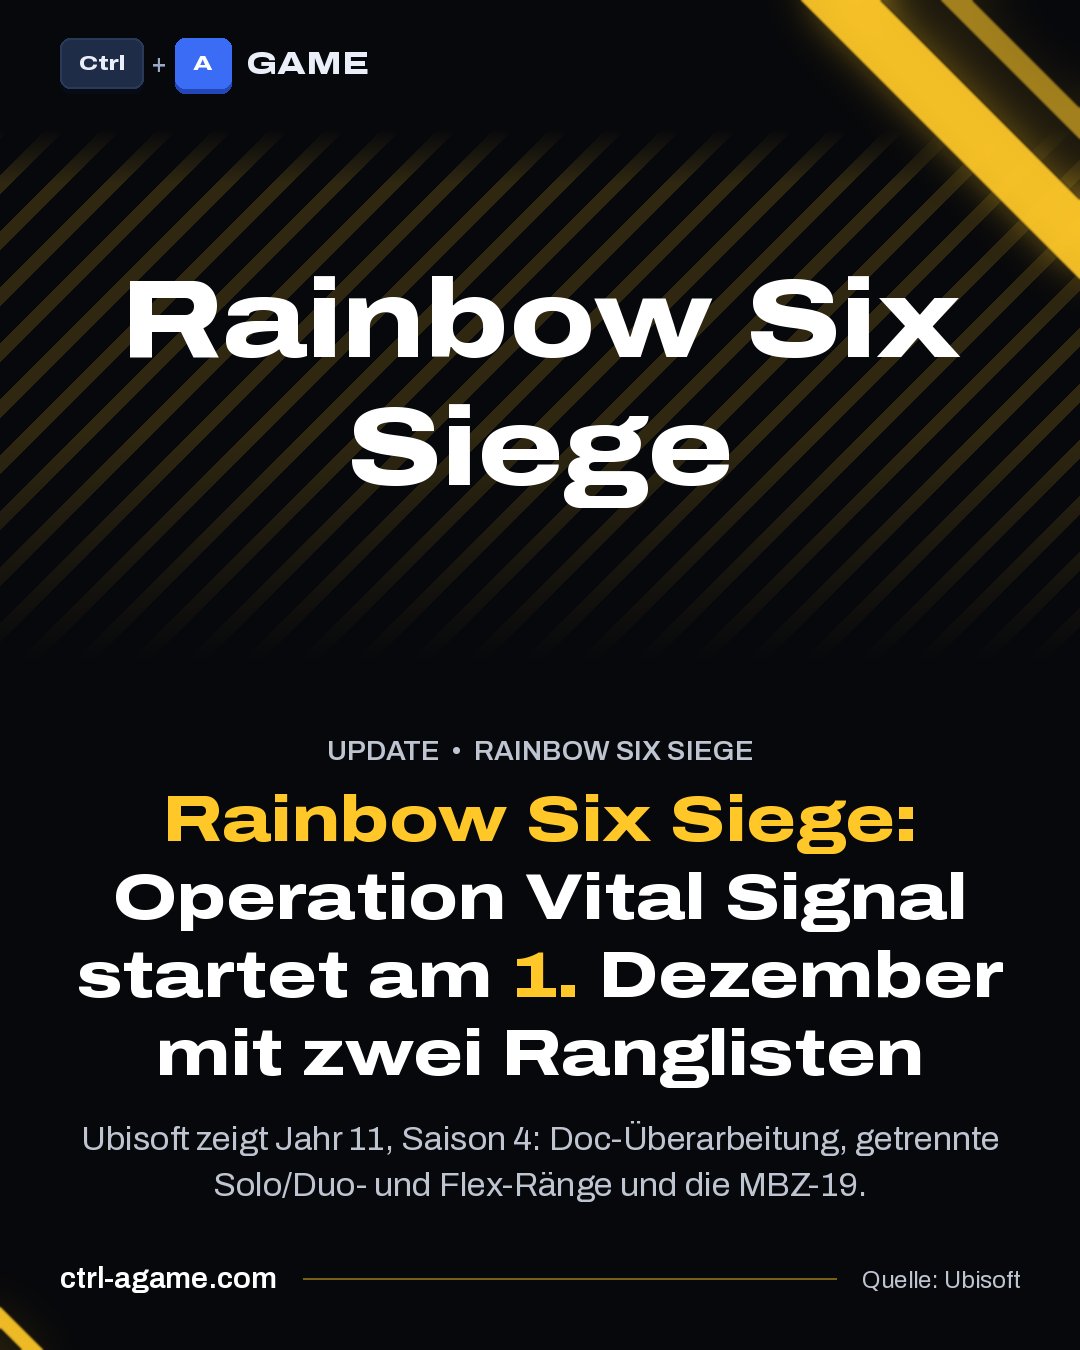 Ctrl + A GAME
Rainbow Six
Siege
UPDATE • RAINBOW SIX SIEGE
Rainbow Six Siege:
Operation Vital Signal
startet am 1. Dezember
mit zwei Ranglisten
Ubisoft zeigt Jahr 11, Saison 4: Doc-Überarbeitung, getrennte
Solo/Duo- und Flex-Ränge und die MBZ-19.
ctrl-agame.com
Quelle: Ubisoft